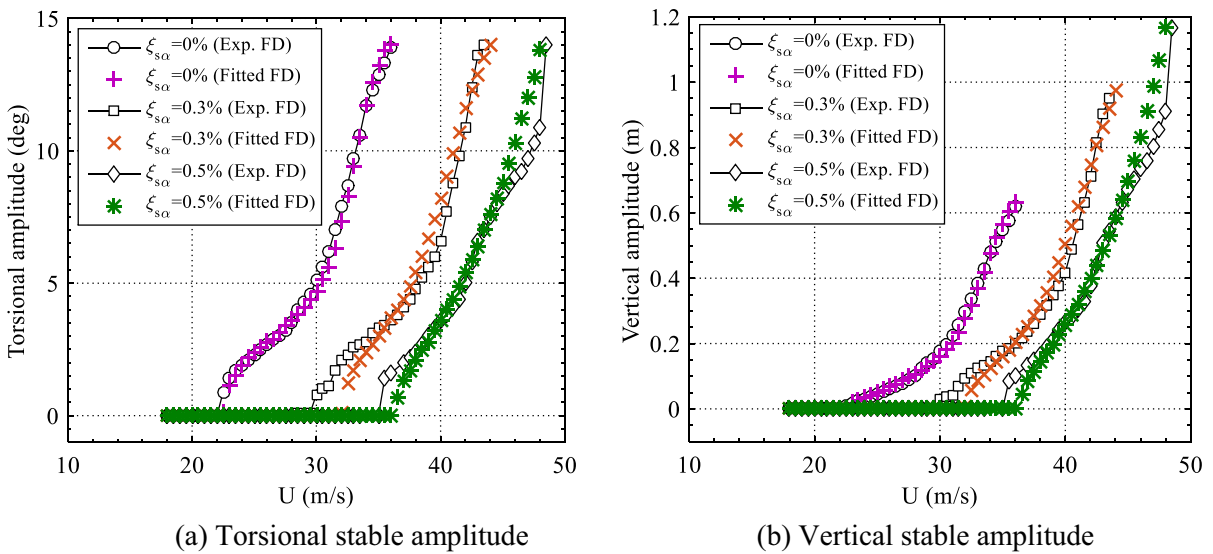 15
10
5
0
10 20 30 40 50
Torsional amplitude (deg)
U (m/s)
ξsα=0% (Exp. FD)
ξsα=0% (Fitted FD)
ξsα=0.3% (Exp. FD)
ξsα=0.3% (Fitted FD)
ξsα=0.5% (Exp. FD)
ξsα=0.5% (Fitted FD)
(a) Torsional stable amplitude
1.2
1
0.8
0.6
0.4
0.2
0
10 20 30 40 50
Vertical amplitude (m)
U (m/s)
ξsα=0% (Exp. FD)
ξsα=0% (Fitted FD)
ξsα=0.3% (Exp. FD)
ξsα=0.3% (Fitted FD)
ξsα=0.5% (Exp. FD)
ξsα=0.5% (Fitted FD)
(b) Vertical stable amplitude